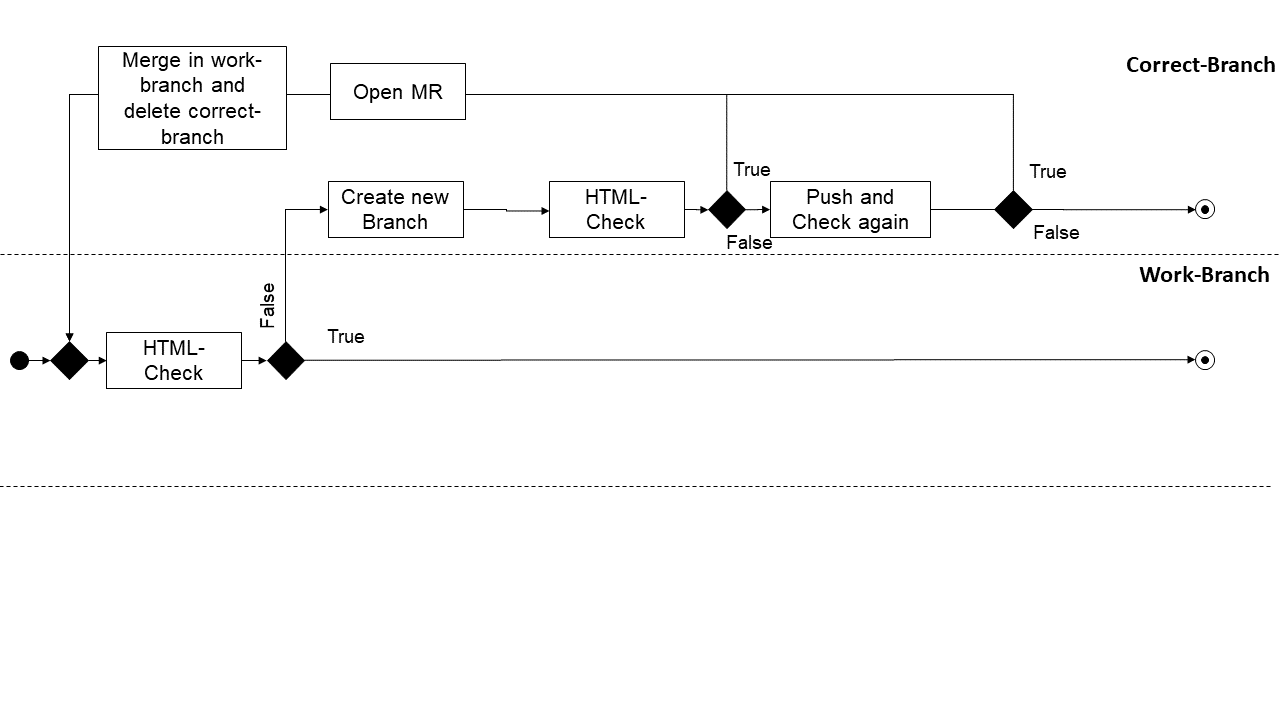 Correct-Branch
Merge in work-
branch and
delete correct-
branch
Open MR
True
True
Create new
Branch
HTML-
Check
Push and
Check again
False
False
Work-Branch
False
True
HTML-
Check